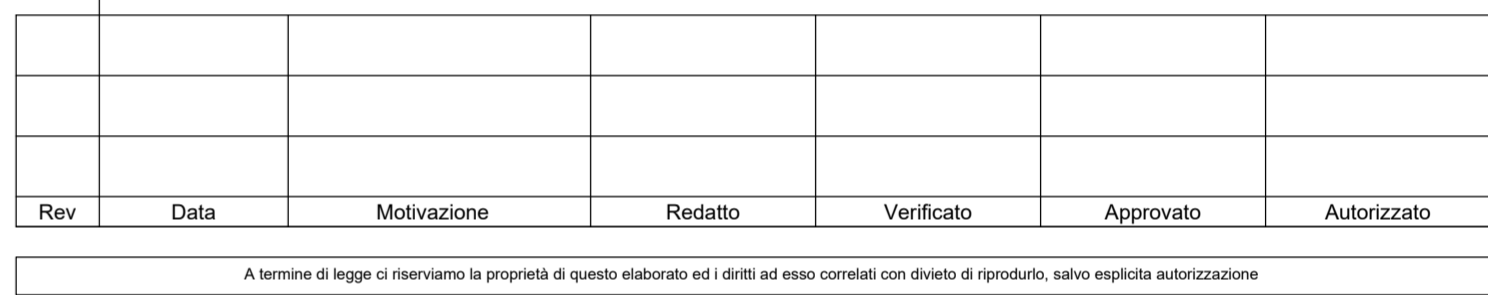 Rev Data Motivazione Redatto Verificato Approvato Autorizzato
A termine di legge ci riserviamo la proprietà di questo elaborato ed i diritti ad esso correlati con divieto di riprodurlo, salvo esplicita autorizzazione